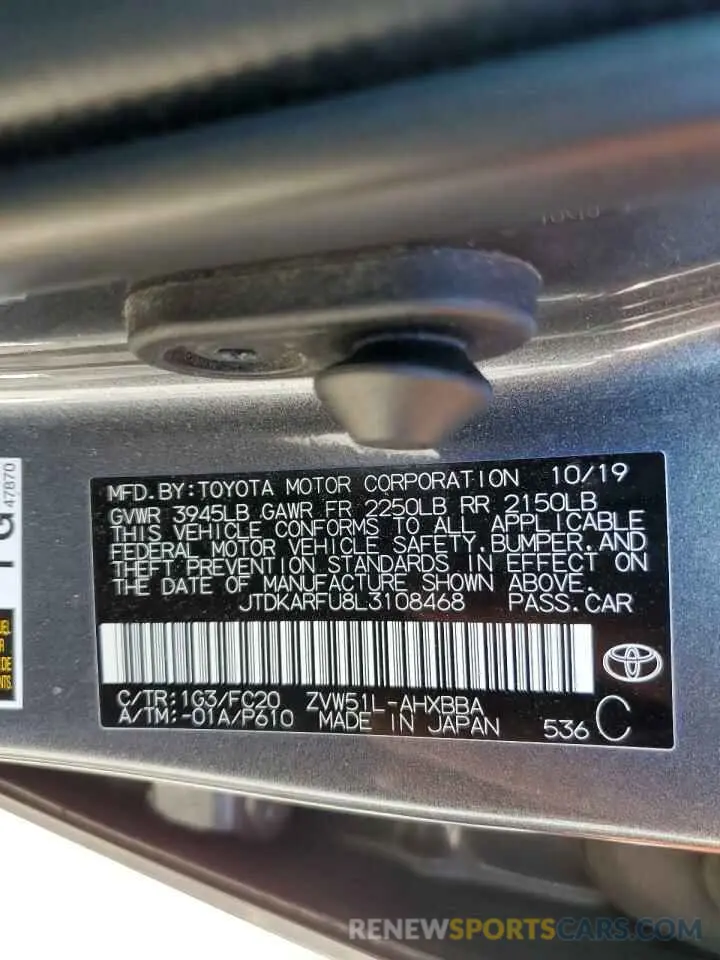 MFD.BY:TOYOTA MOTOR CORPORATION 10/19
GVWR 3945LB GAWR FR 2250LB RR 2150LB
THIS VEHICLE CONFORMS TO ALL APPLICABLE
FEDERAL MOTOR VEHICLE SAFETY,BUMPER,AND
THEFT PREVENTION STANDARDS IN EFFECT ON
THE DATE OF MANUFACTURE SHOWN ABOVE.
JTDKARFU8L3108468 PASS.CAR
C/TR:1G3/FC20 ZVW51L-AHXBBA
A/TM:-01A/P610 MADE IN JAPAN 536 C
47870
RENEWSPORTSCARS.COM